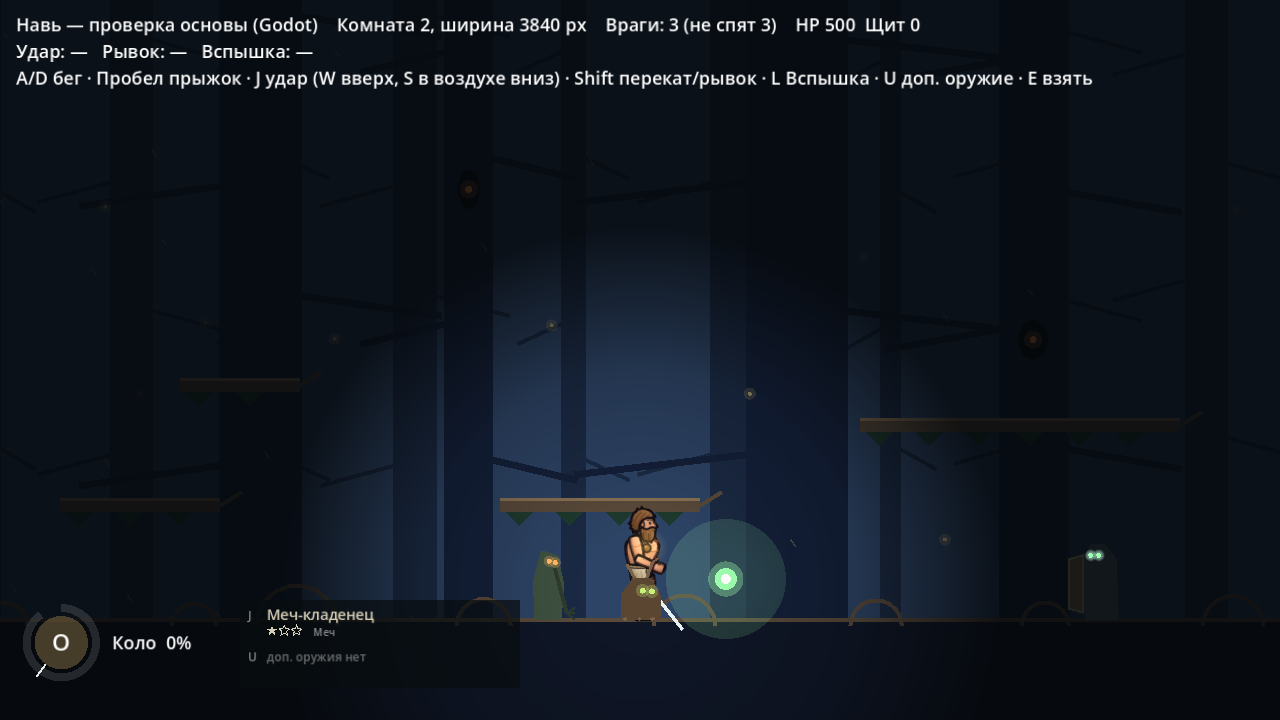 Навь — проверка основы (Godot) Комната 2, ширина 3840 px Враги: 3 (не спят 3) HP 500 Щит 0
Удар: — Рывок: — Вспышка: —
A/D бег · Пробел прыжок · J удар (W вверх, S в воздухе вниз) · Shift перекат/рывок · L Вспышка · U доп. оружие · E взять
J Меч-кладенец
★☆☆ Меч
О Коло 0%
U доп. оружия нет